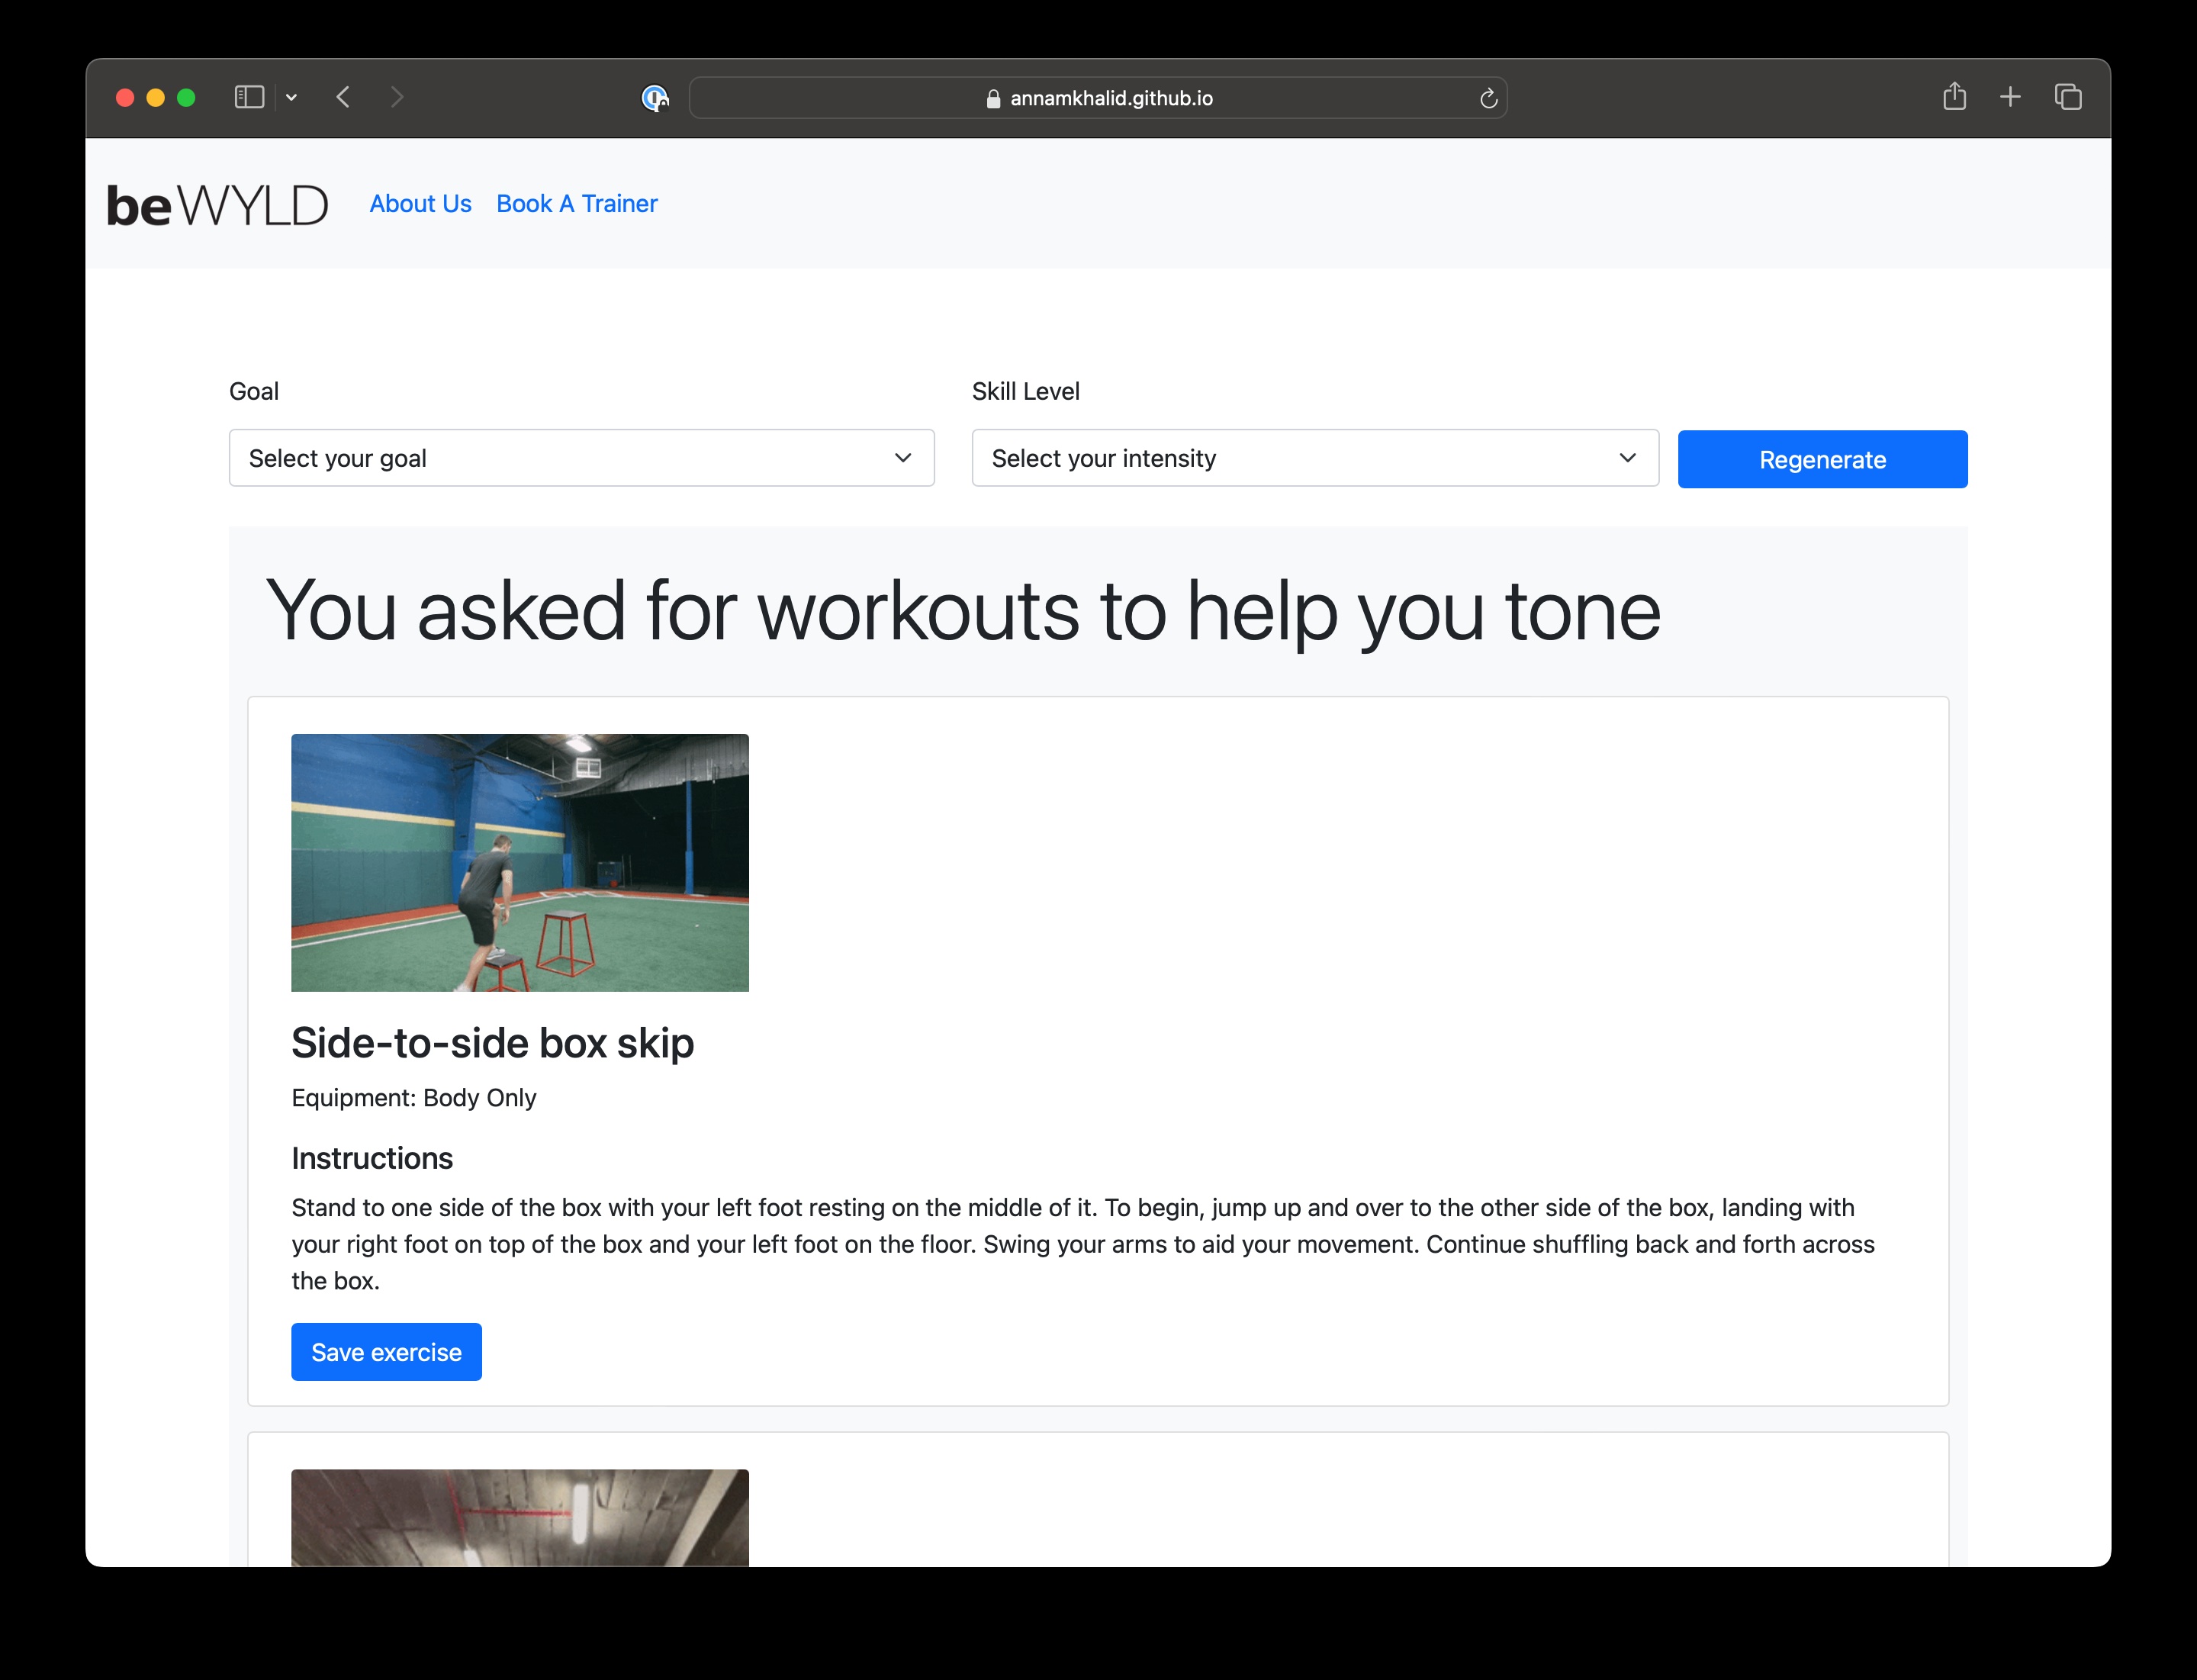 annamkhalid.github.io
beWYLD About Us Book A Trainer
Goal Skill Level
Select your goal Select your intensity Regenerate
You asked for workouts to help you tone
Side-to-side box skip
Equipment: Body Only
Instructions
Stand to one side of the box with your left foot resting on the middle of it. To begin, jump up and over to the other side of the box, landing with
your right foot on top of the box and your left foot on the floor. Swing your arms to aid your movement. Continue shuffling back and forth across
the box.
Save exercise